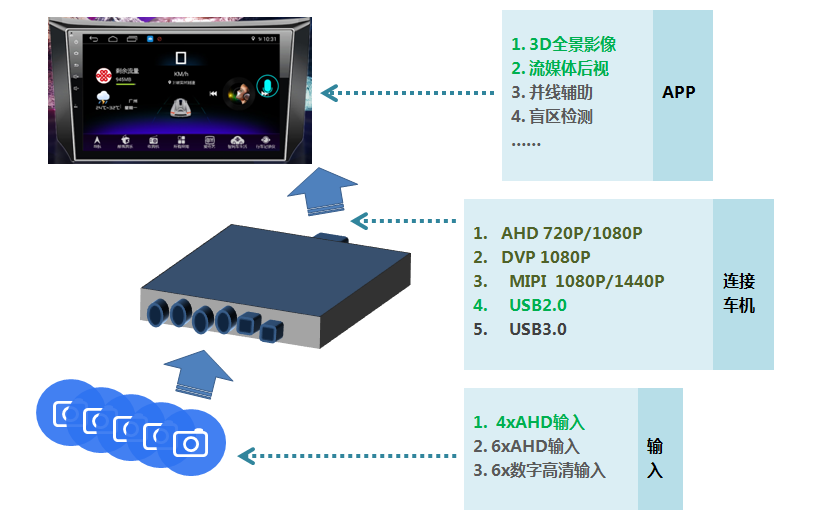 10:31
剩余流量
945MB
KM/h
广州
1. 3D全景影像
2. 流媒体后视
3. 并线辅助
4. 盲区检测
......
APP
1. AHD 720P/1080P
2. DVP 1080P
3. MIPI 1080P/1440P
4. USB2.0
5. USB3.0
连接
车机
1. 4xAHD输入
2. 6xAHD输入
3. 6x数字高清输入
输
入